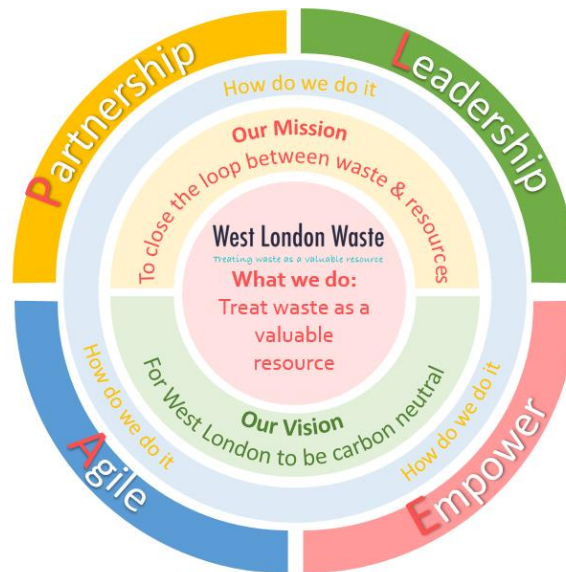 Partnership
Leadership
How do we do it
Our Mission
To close the loop between waste & resources
West London Waste
Treating waste as a valuable resource
What we do:
Treat waste as a
valuable
resource
Our Vision
For West London to be carbon neutral
How do we do it
How do we do it
Agile
Empower